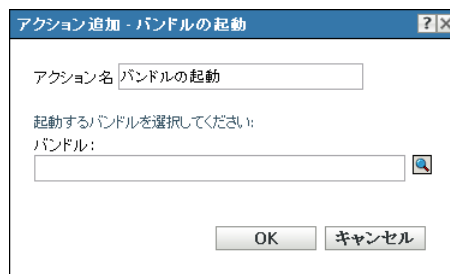 アクション追加 - バンドルの起動
アクション名 バンドルの起動
起動するバンドルを選択してください:
バンドル:
OK キャンセル